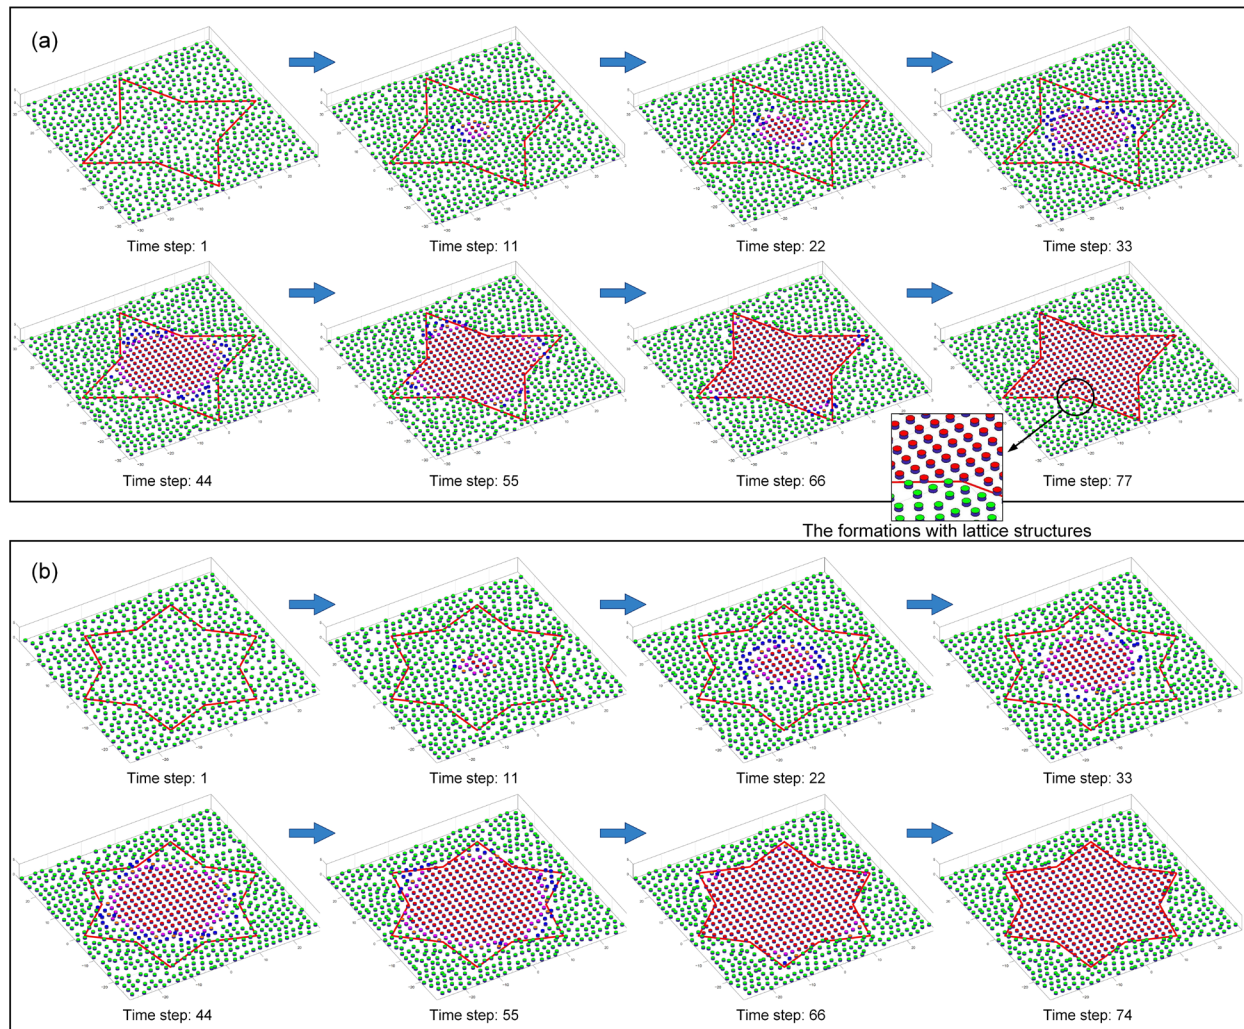 (a)
Time step: 1
Time step: 11
Time step: 22
Time step: 33
Time step: 44
Time step: 55
Time step: 66
Time step: 77
The formations with lattice structures
(b)
Time step: 1
Time step: 11
Time step: 22
Time step: 33
Time step: 44
Time step: 55
Time step: 66
Time step: 74